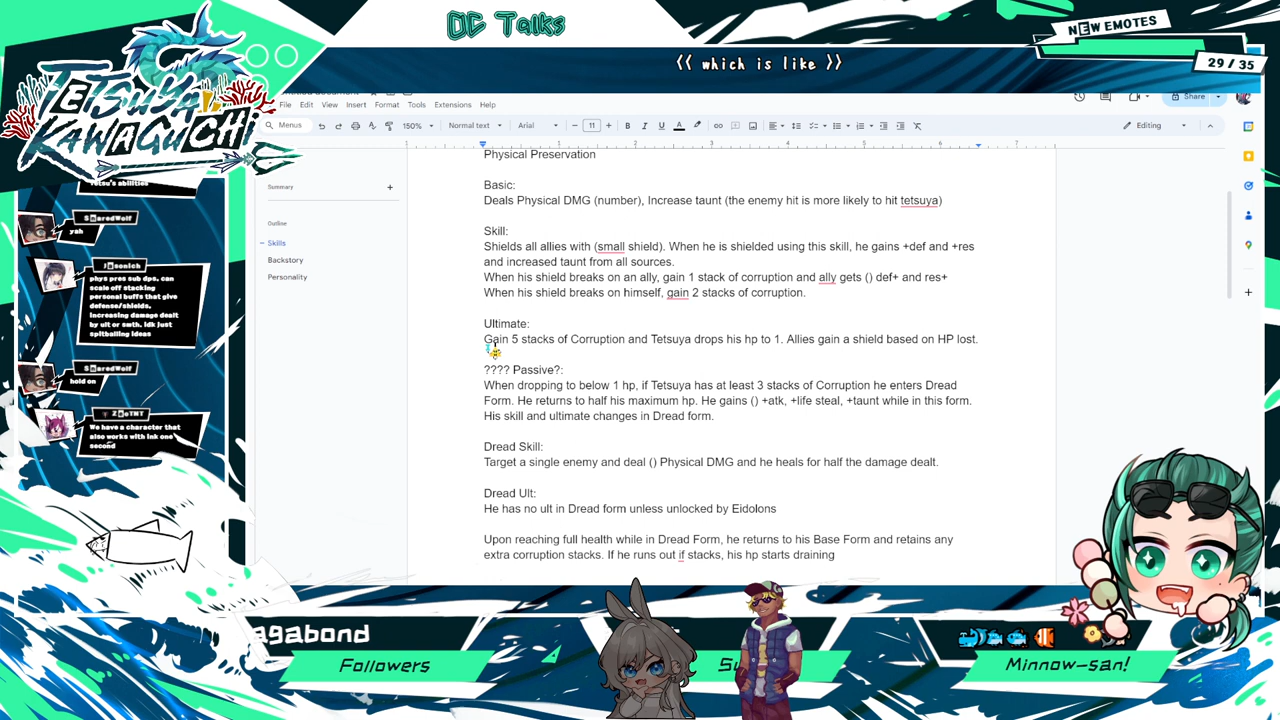 OC Talks
NEW EMOTES
29 / 35
<< which is like >>
TETSUYA
KAWAGUCHI
File Edit View Insert Format Tools Extensions Help
Share
Menus
150%
Normal text
Arial
11
Editing
Summary
Outline
Skills
Backstory
Personality
Physical Preservation
Basic:
Deals Physical DMG (number), Increase taunt (the enemy hit is more likely to hit tetsuya)
Skill:
Shields all allies with (small shield). When he is shielded using this skill, he gains +def and +res
and increased taunt from all sources.
When his shield breaks on an ally, gain 1 stack of corruption and ally gets () def+ and res+
When his shield breaks on himself, gain 2 stacks of corruption.
Ultimate:
Gain 5 stacks of Corruption and Tetsuya drops his hp to 1. Allies gain a shield based on HP lost.
???? Passive?:
When dropping to below 1 hp, if Tetsuya has at least 3 stacks of Corruption he enters Dread
Form. He returns to half his maximum hp. He gains () +atk, +life steal, +taunt while in this form.
His skill and ultimate changes in Dread form.
Dread Skill:
Target a single enemy and deal () Physical DMG and he heals for half the damage dealt.
Dread Ult:
He has no ult in Dread form unless unlocked by Eidolons
Upon reaching full health while in Dread Form, he returns to his Base Form and retains any
extra corruption stacks. If he runs out if stacks, his hp starts draining
Tetsu's abilities
SnaredWolf
yah
phys pres sub dps. can
scale off stacking
personal buffs that give
defense/shields.
increasing damage dealt
by ult or smth. idk just
spitballing ideas
SnaredWolf
hold on
We have a character that
also works with ink one
second
agabond
Followers
Su
Minnow-san!